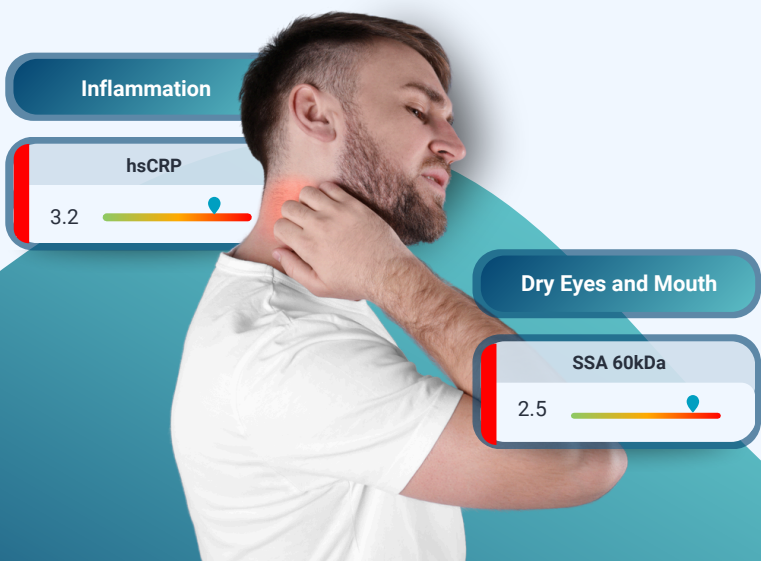 Inflammation
hsCRP
3.2
Dry Eyes and Mouth
SSA 60kDa
2.5